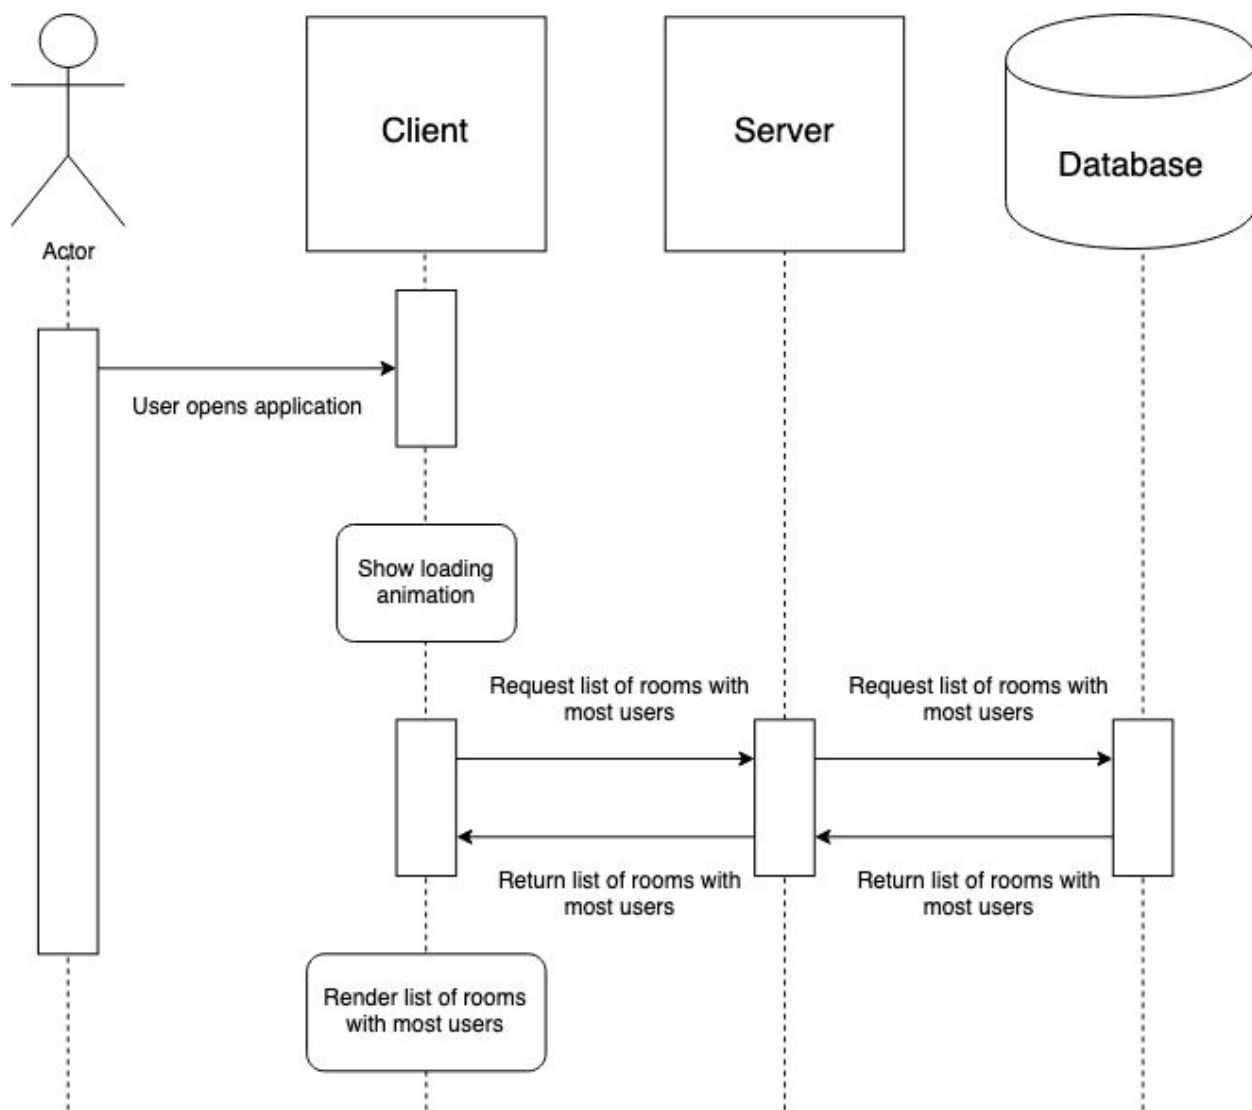 Client
Server
Database
Actor
User opens application
Show loading
animation
Request list of rooms with
most users
Request list of rooms with
most users
Return list of rooms with
most users
Return list of rooms with
most users
Render list of rooms
with most users